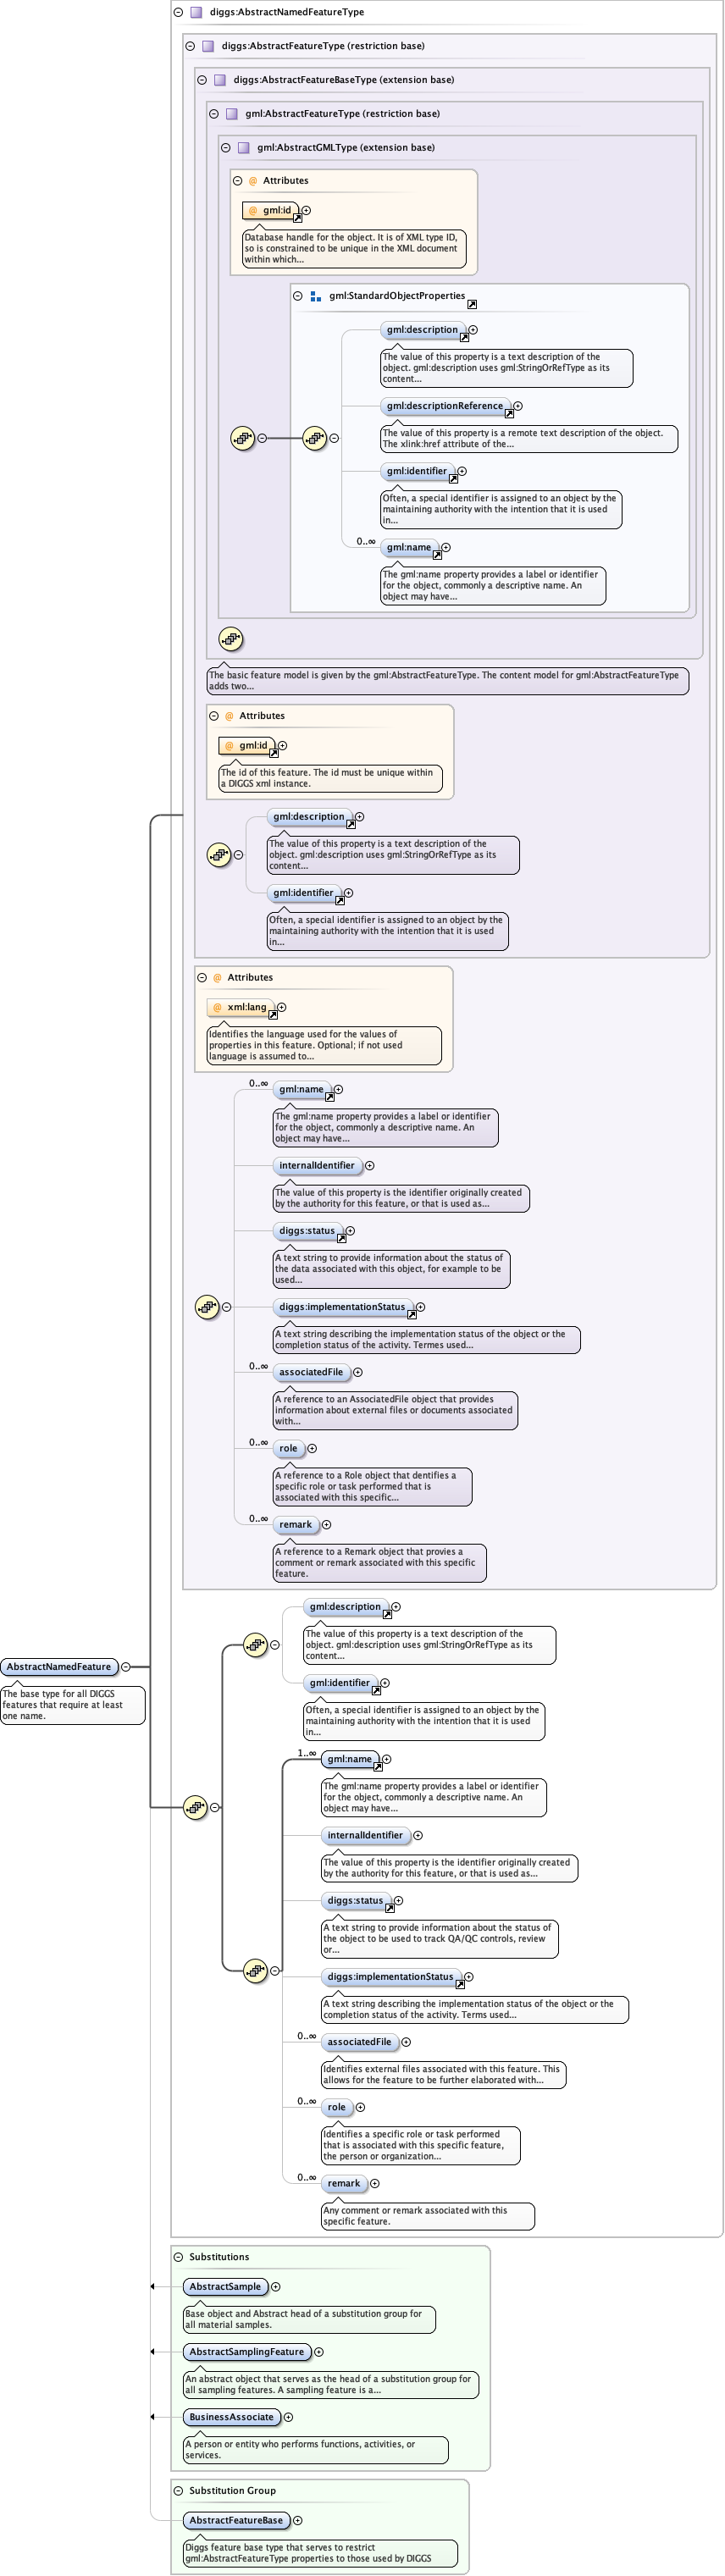 diggs:AbstractNamedFeatureType
diggs:AbstractFeatureType (restriction base)
diggs:AbstractFeatureBaseType (extension base)
gml:AbstractFeatureType (restriction base)
gml:AbstractGMLType (extension base)
@ Attributes
@ gml:id
Database handle for the object. It is of XML type ID,
so is constrained to be unique in the XML document
within which...
gml:StandardObjectProperties
gml:description
The value of this property is a text description of the
object. gml:description uses gml:StringOrRefType as its
content...
gml:descriptionReference
The value of this property is a remote text description of the object.
The xlink:href attribute of the...
gml:identifier
Often, a special identifier is assigned to an object by the
maintaining authority with the intention that it is used
in...
0..∞
gml:name
The gml:name property provides a label or identifier
for the object, commonly a descriptive name. An
object may have...
The basic feature model is given by the gml:AbstractFeatureType. The content model for gml:AbstractFeatureType
adds two...
@ Attributes
@ gml:id
The id of this feature. The id must be unique within
a DIGGS xml instance.
gml:description
The value of this property is a text description of the
object. gml:description uses gml:StringOrRefType as its
content...
gml:identifier
Often, a special identifier is assigned to an object by the
maintaining authority with the intention that it is used
in...
@ Attributes
@ xml:lang
Identifies the language used for the values of
properties in this feature. Optional; if not used
language is assumed to...
0..∞
gml:name
The gml:name property provides a label or identifier
for the object, commonly a descriptive name. An
object may have...
internalIdentifier
The value of this property is the identifier originally created
by the authority for this feature, or that is used as...
diggs:status
A text string to provide information about the status of
the data associated with this object, for example to be
used...
diggs:implementationStatus
A text string describing the implementation status of the object or the
completion status of the activity. Termes used...
0..∞
associatedFile
A reference to an AssociatedFile object that provides
information about external files or documents associated
with...
0..∞
role
A reference to a Role object that dentifies a
specific role or task performed that is
associated with this specific...
0..∞
remark
A reference to a Remark object that provies a
comment or remark associated with this specific
feature.
gml:description
The value of this property is a text description of the
object. gml:description uses gml:StringOrRefType as its
content...
AbstractNamedFeature
The base type for all DIGGS
features that require at least
one name.
gml:identifier
Often, a special identifier is assigned to an object by the
maintaining authority with the intention that it is used
in...
1..∞
gml:name
The gml:name property provides a label or identifier
for the object, commonly a descriptive name. An
object may have...
internalIdentifier
The value of this property is the identifier originally created
by the authority for this feature, or that is used as...
diggs:status
A text string to provide information about the status of
the object to be used to track QA/QC controls, review
or...
diggs:implementationStatus
A text string describing the implementation status of the object or the
completion status of the activity. Terms used...
0..∞
associatedFile
Identifies external files associated with this feature. This
allows for the feature to be further elaborated with...
0..∞
role
Identifies a specific role or task performed
that is associated with this specific feature,
the person or organization...
0..∞
remark
Any comment or remark associated with this
specific feature.
Substitutions
AbstractSample
Base object and Abstract head of a substitution group for
all material samples.
AbstractSamplingFeature
An abstract object that serves as the head of a substitution group for
all sampling features. A sampling feature is a...
BusinessAssociate
A person or entity who performs functions, activities, or
services.
Substitution Group
AbstractFeatureBase
Diggs feature base type that serves to restrict
gml:AbstractFeatureType properties to those used by DIGGS